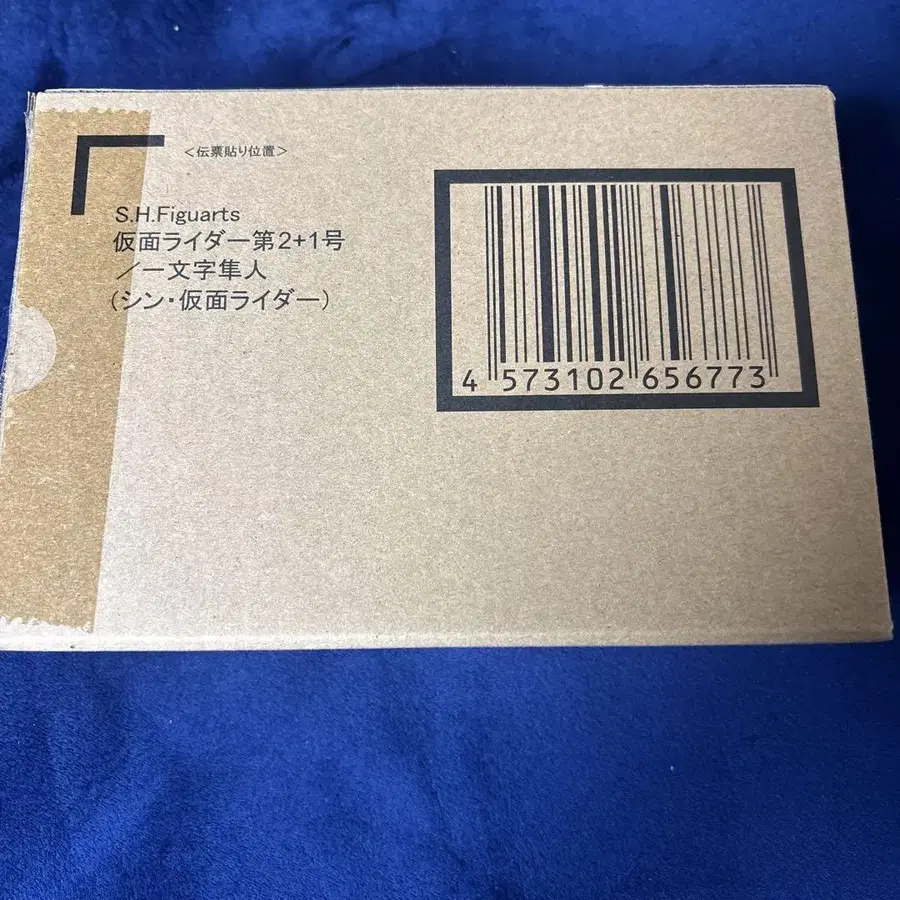 ＜伝票貼り位置＞
S.H.Figuarts
仮面ライダー第2+1号
／一文字隼人
(シン・仮面ライダー)
4 573102 656773